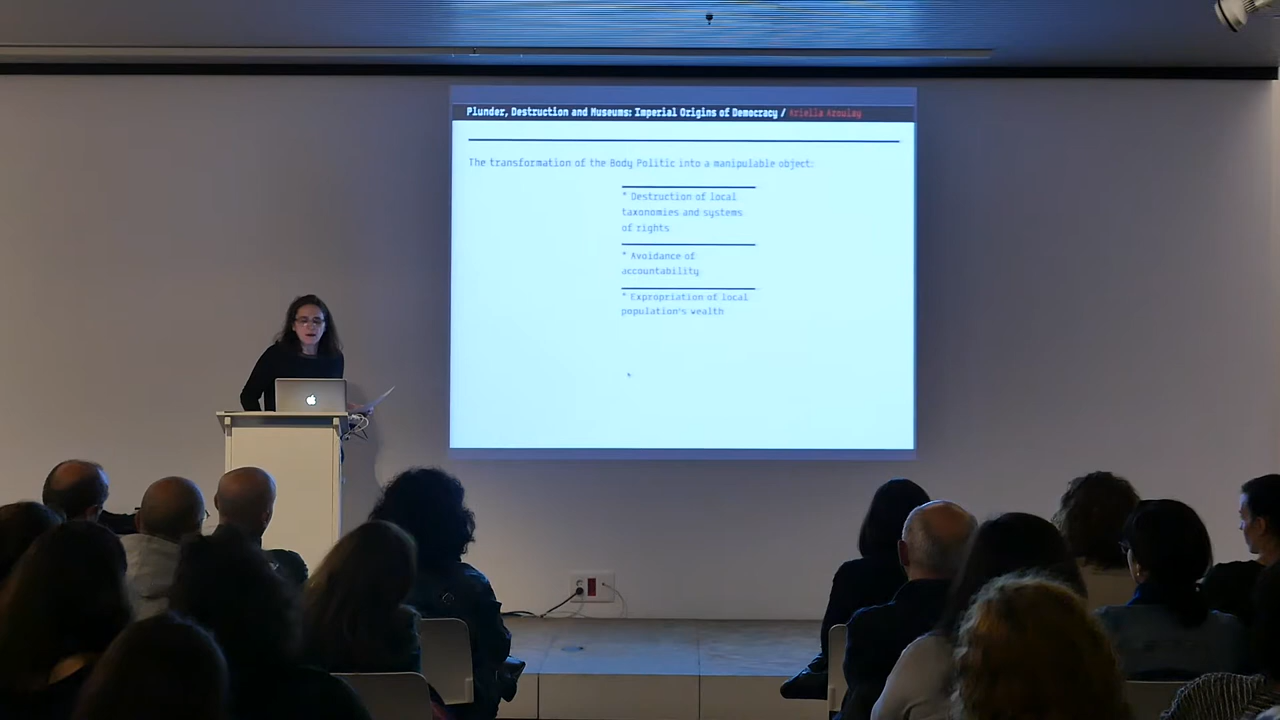 Plunder, Destruction and Museums: Imperial Origins of Democracy / Ariella Azoulay
The transformation of the Body Politic into a manipulable object:
* Destruction of local
taxonomies and systems
of rights
* Avoidance of
accountability
* Expropriation of local
population's wealth